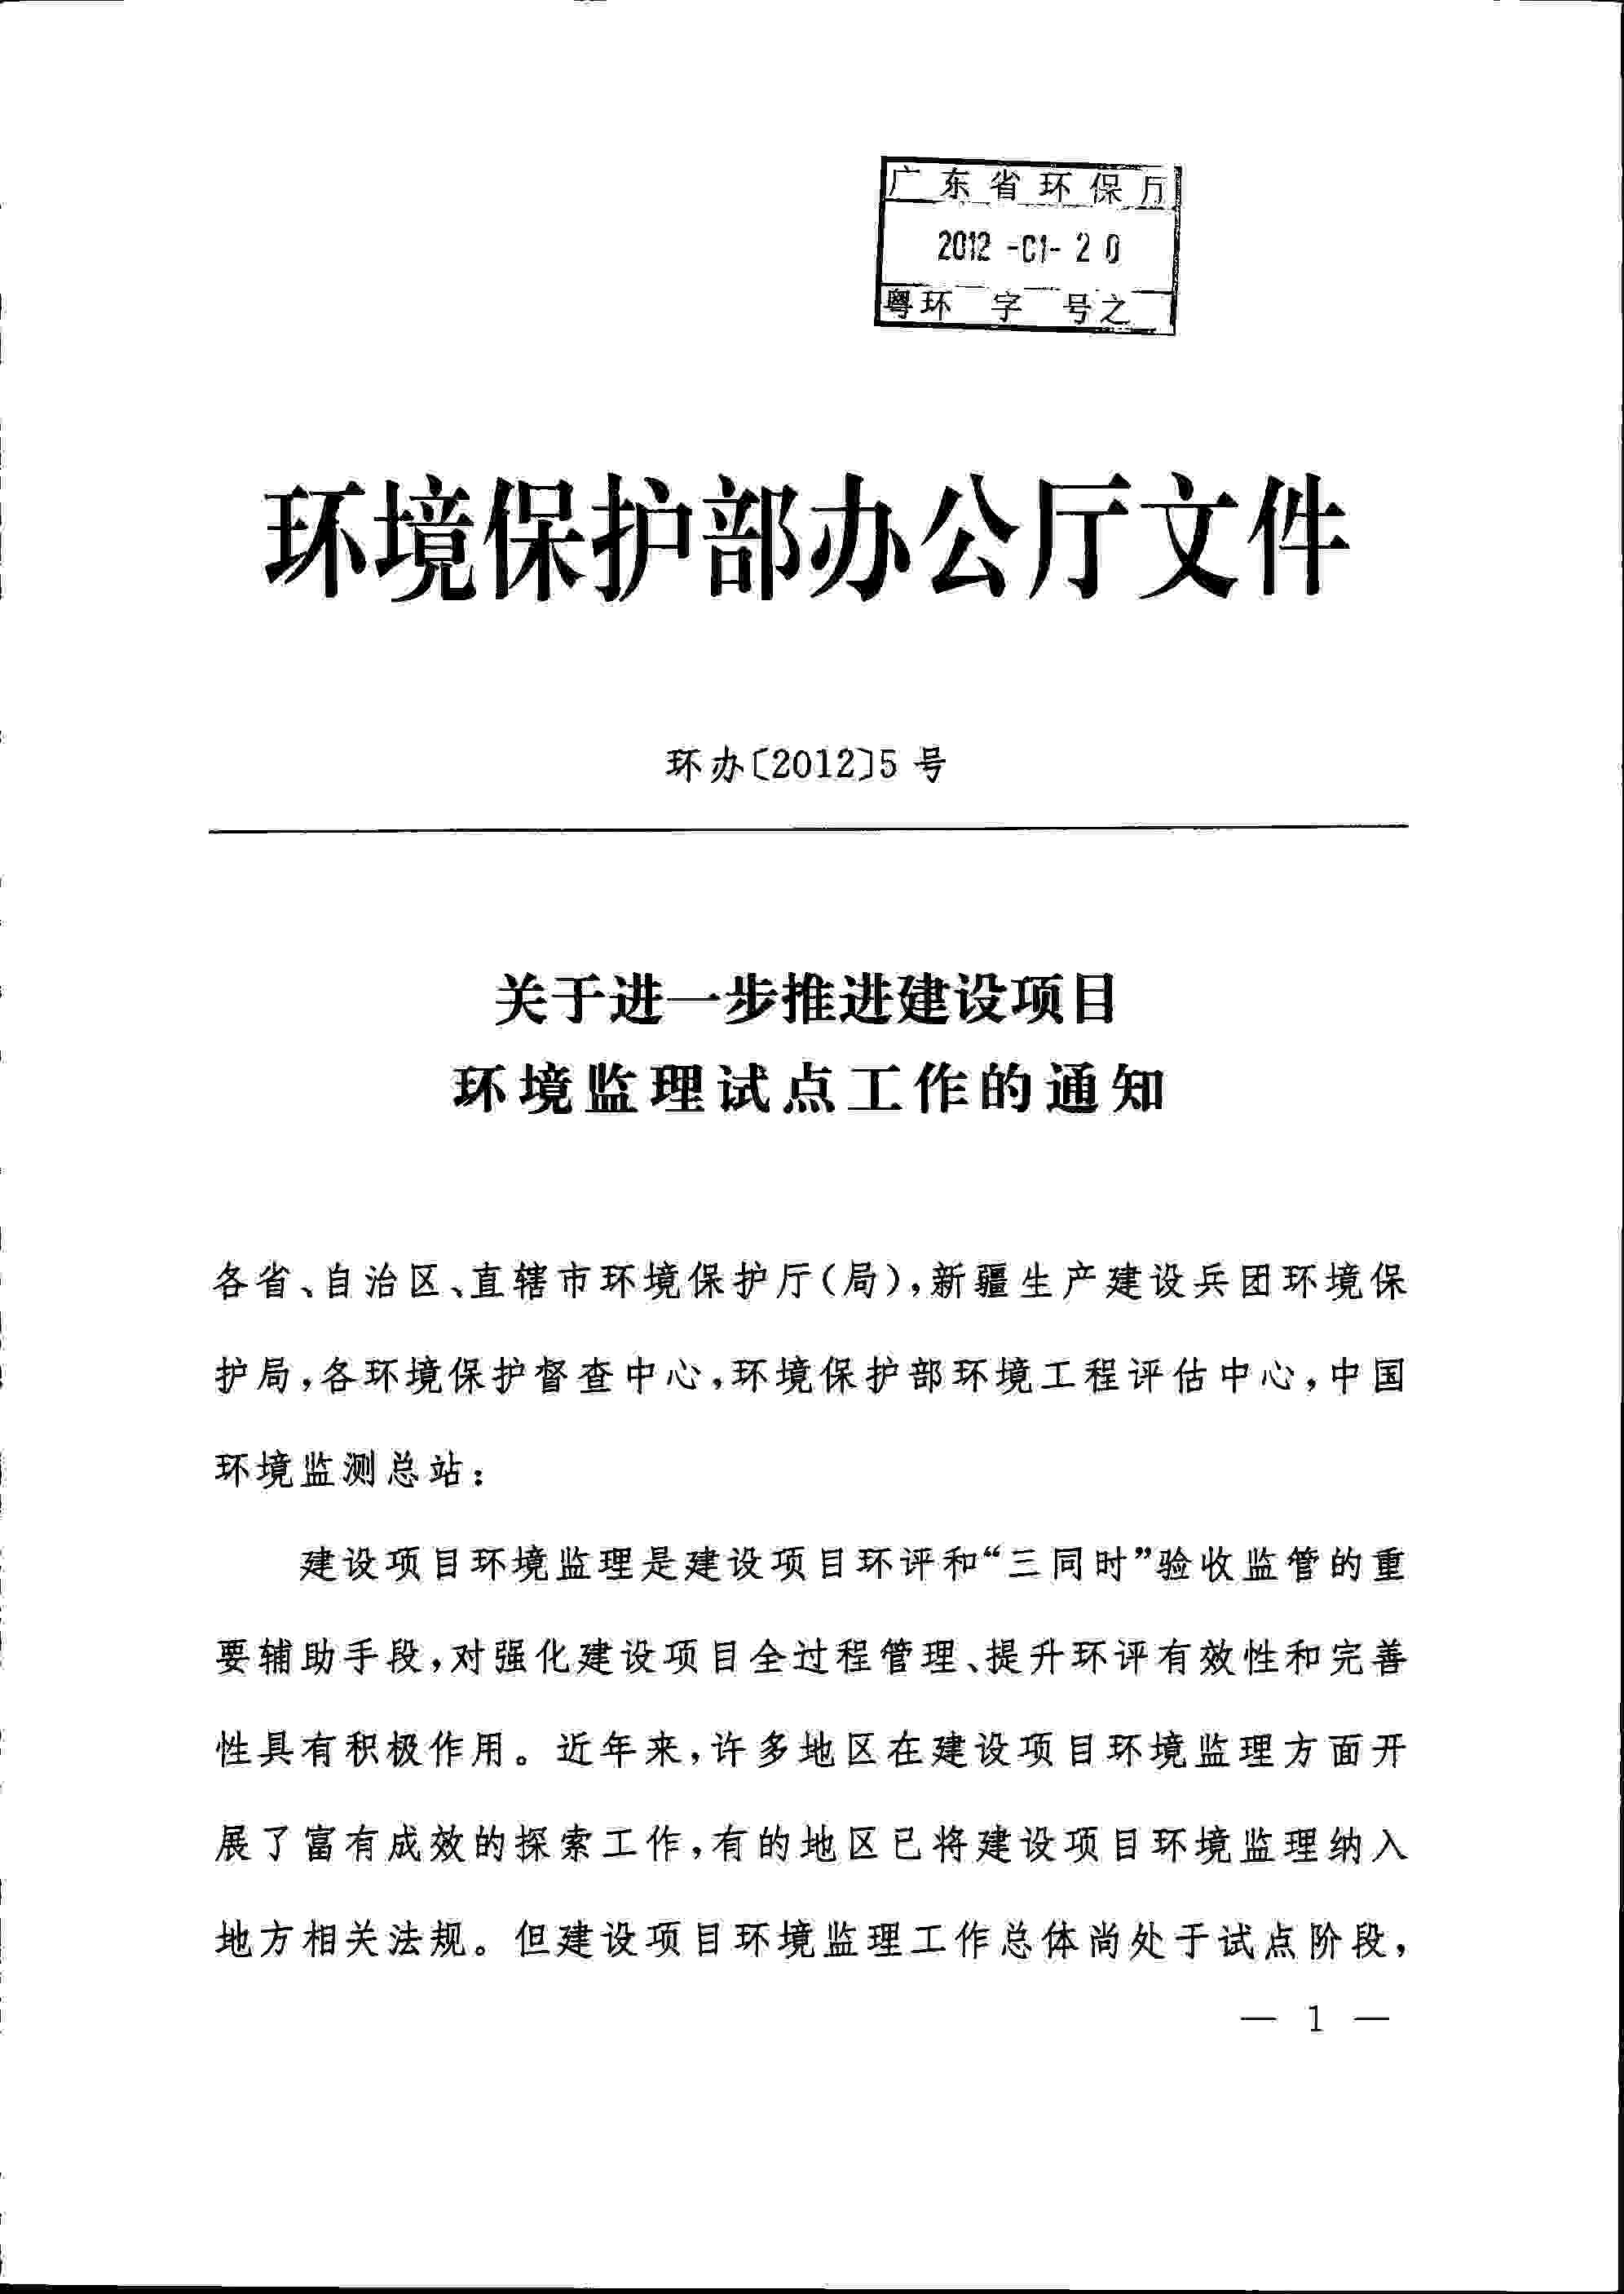 广东省环保厅
2012-01-20
粤环 字 号之
环境保护部办公厅文件
环办〔2012〕5号
关于进一步推进建设项目
环境监理试点工作的通知
各省、自治区、直辖市环境保护厅(局),新疆生产建设兵团环境保
护局,各环境保护督查中心,环境保护部环境工程评估中心,中国
环境监测总站:
建设项目环境监理是建设项目环评和“三同时”验收监管的重
要辅助手段,对强化建设项目全过程管理、提升环评有效性和完善
性具有积极作用。近年来,许多地区在建设项目环境监理方面开
展了富有成效的探索工作,有的地区已将建设项目环境监理纳入
地方相关法规。但建设项目环境监理工作总体尚处于试点阶段,
— 1 —